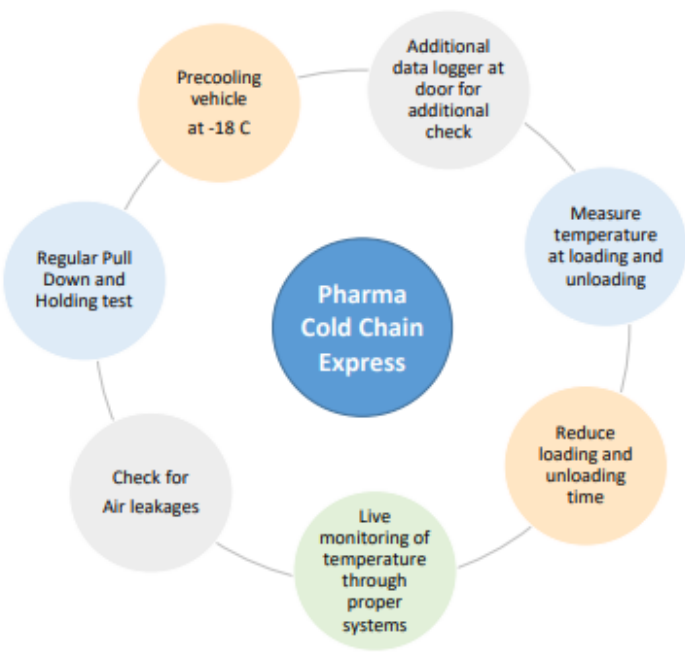 Additional
data logger at
door for
additional
check
Precooling
vehicle
at -18 C
Measure
temperature
at loading and
unloading
Regular Pull
Down and
Holding test
Pharma
Cold Chain
Express
Reduce
loading and
unloading
time
Check for
Air leakages
Live
monitoring of
temperature
through
proper
systems